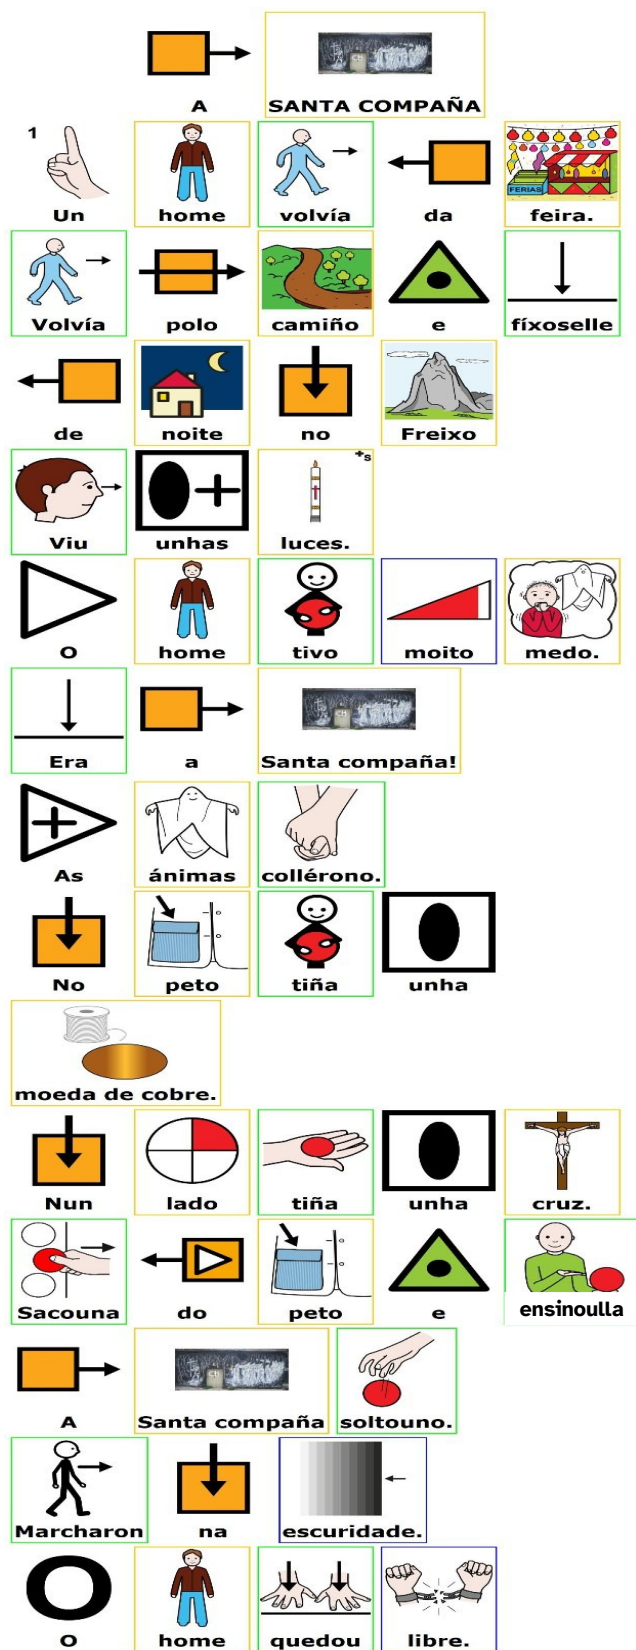 A SANTA COMPAÑA
1 Un home volvía da feira.
FERIAS
Volvía polo camiño e fíxoselle
de noite no Freixo
+s
Viu unhas luces.
O home tivo moito medo.
Era a Santa compaña!
As ánimas collérono.
No peto tiña unha
moeda de cobre.
Nun lado tiña unha cruz.
Sacouna do peto e ensinoulla
A Santa compaña soltouno.
Marcharon na escuridade.
O
O home quedou libre.